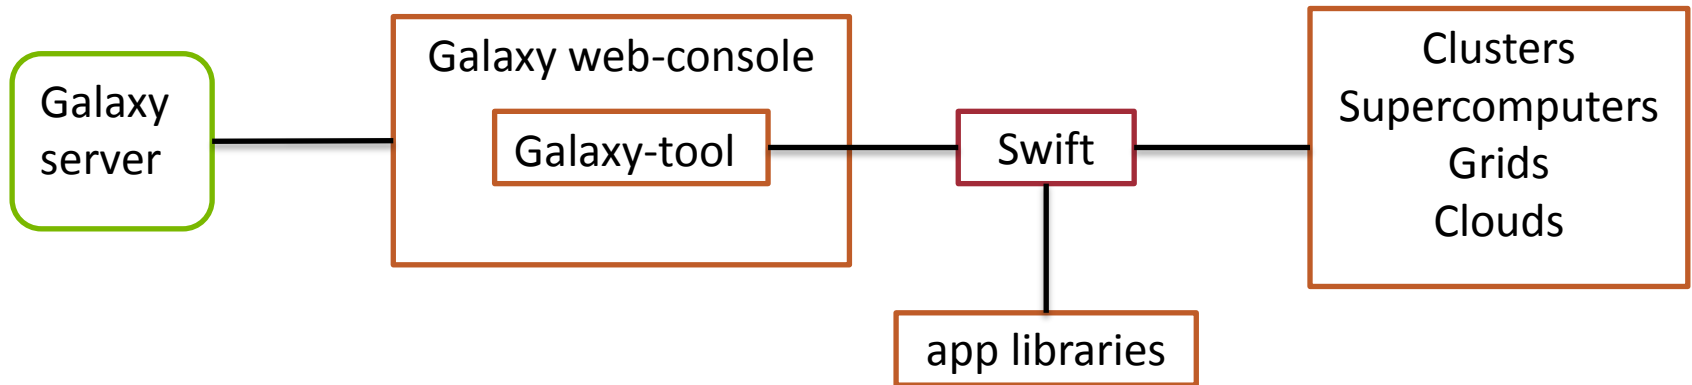 Galaxy
server
Galaxy web-console
Galaxy-tool
Swift
app libraries
Clusters
Supercomputers
Grids
Clouds